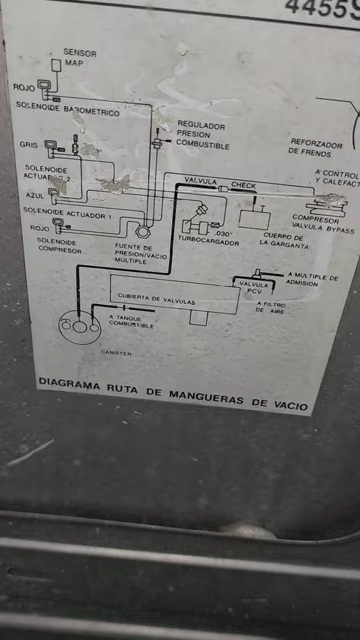 44559
SENSOR
MAP
ROJO
SOLENOIDE BAROMÉTRICO
REGULADOR
PRESION
COMBUSTIBLE
REFORZADOR
DE FRENOS
GRIS
SOLENOIDE
ACTUADOR 2
VALVULA
CHECK
A CONTROL
Y CALEFAC
AZUL
SOLENOIDE ACTUADOR 1
COMPRESOR
VALVULA BYPASS
ROJO
SOLENOIDE
COMPRESOR
FUENTE DE
PRESION/VACIO
MULTIPLE
.030"
TURBOCARGADOR
CUERPO DE
LA GARGANTA
A MULTIPLE DE
ADMISION
VALVULA
PCV
CUBIERTA DE VALVULAS
A FILTRO
DE AIRE
A TANQUE
COMBUSTIBLE
CANISTER
DIAGRAMA RUTA DE MANGUERAS DE VACIO